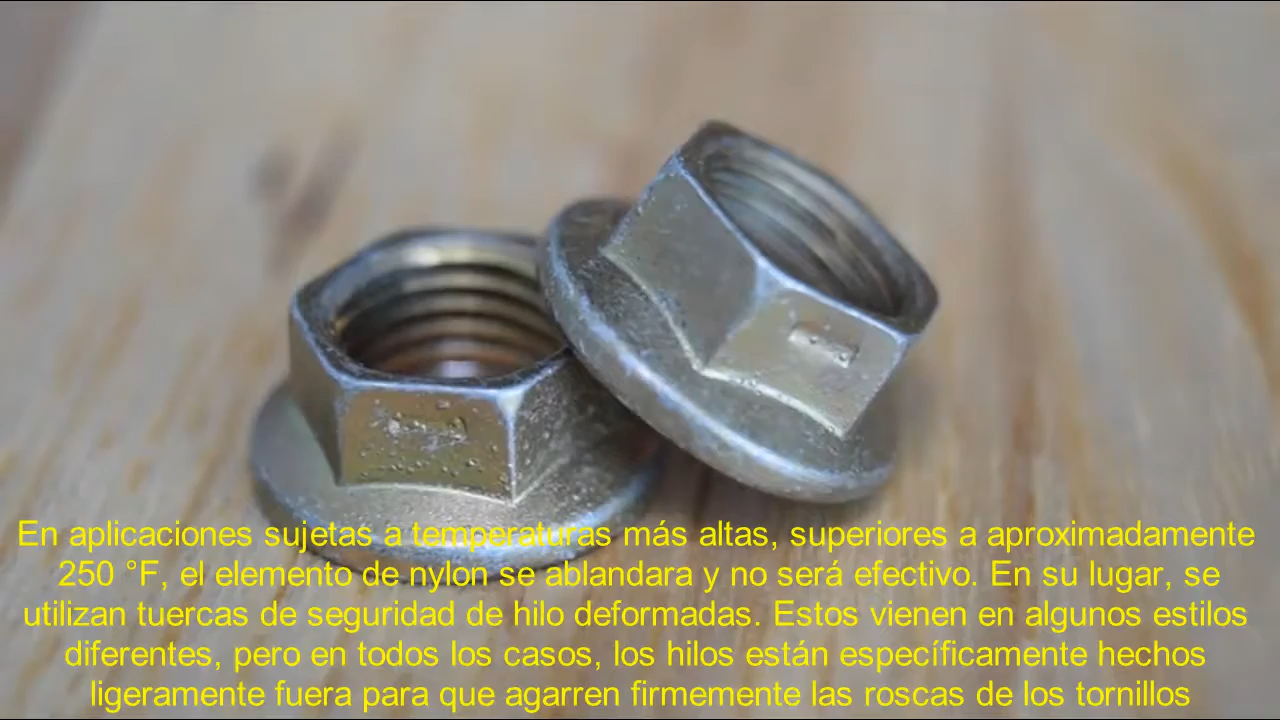 En aplicaciones sujetas a temperaturas más altas, superiores a aproximadamente
250 °F, el elemento de nylon se ablandara y no será efectivo. En su lugar, se
utilizan tuercas de seguridad de hilo deformadas. Estos vienen en algunos estilos
diferentes, pero en todos los casos, los hilos están específicamente hechos
ligeramente fuera para que agarren firmemente las roscas de los tornillos